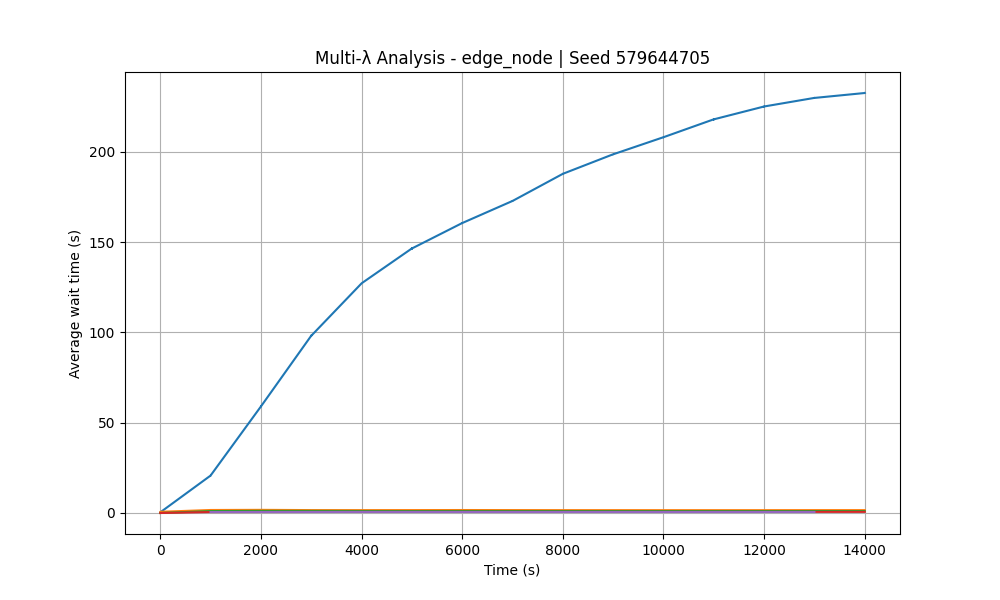 Multi-λ Analysis - edge_node | Seed 579644705
Average wait time (s)
200
150
100
50
0
0 2000 4000 6000 8000 10000 12000 14000
Time (s)